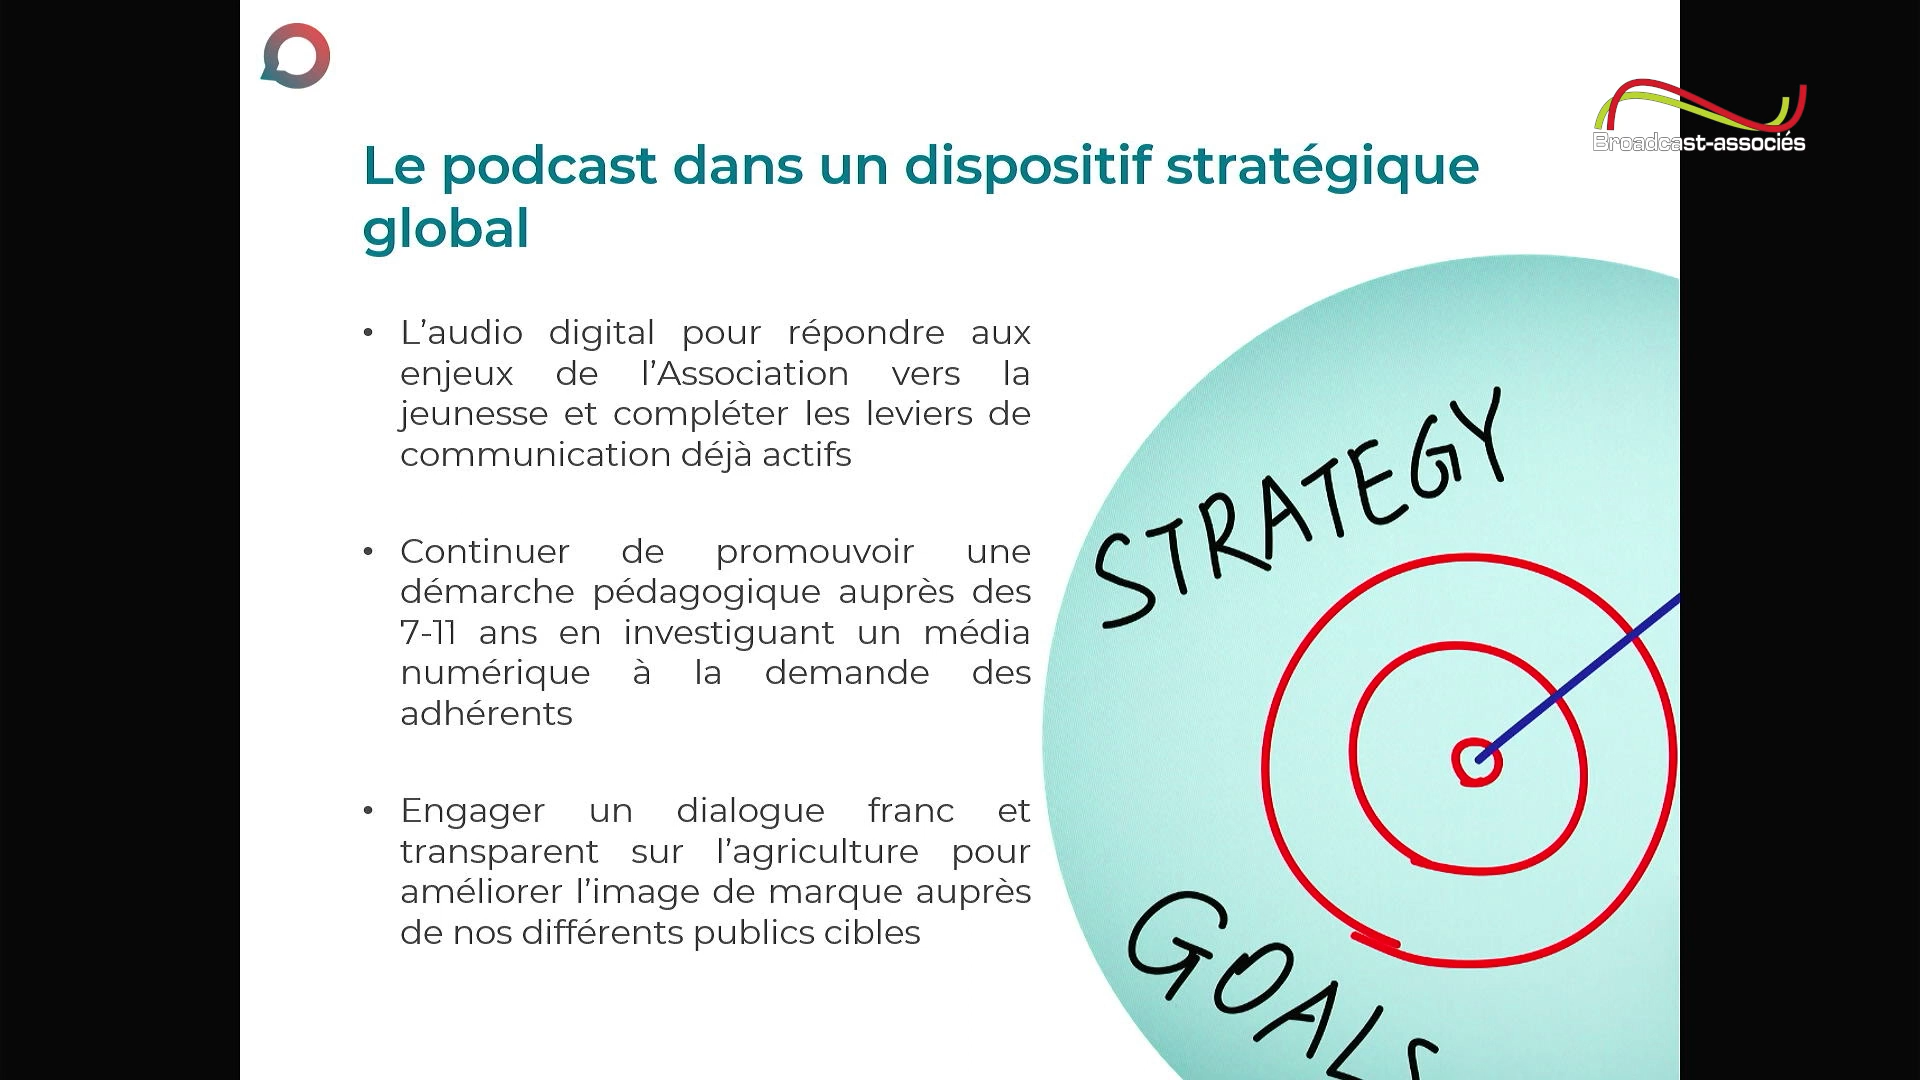 Broadcast-associés
Le podcast dans un dispositif stratégique
global
• L’audio digital pour répondre aux
enjeux de l’Association vers la
jeunesse et compléter les leviers de
communication déjà actifs
• Continuer de promouvoir une
démarche pédagogique auprès des
7-11 ans en investiguant un média
numérique à la demande des
adhérents
• Engager un dialogue franc et
transparent sur l’agriculture pour
améliorer l’image de marque auprès
de nos différents publics cibles
STRATEGY
GOALS